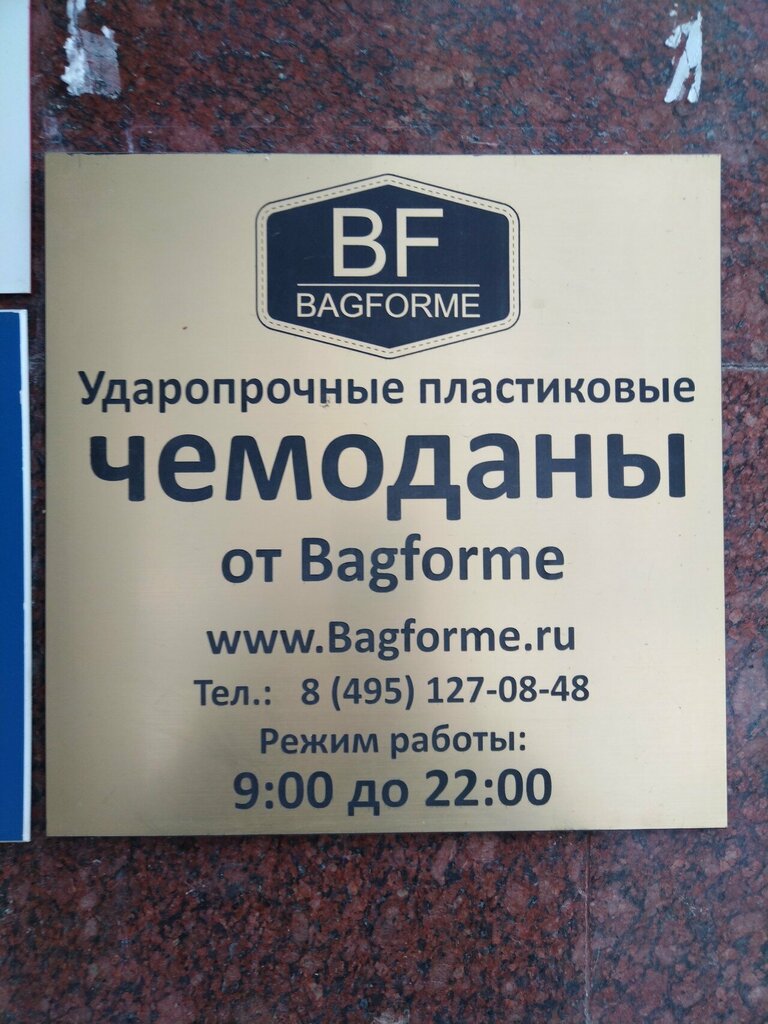 BF
BAGFORME
Ударопрочные пластиковые
чемоданы
от Bagforme
www.Bagforme.ru
Тел.: 8 (495) 127-08-48
Режим работы:
9:00 до 22:00